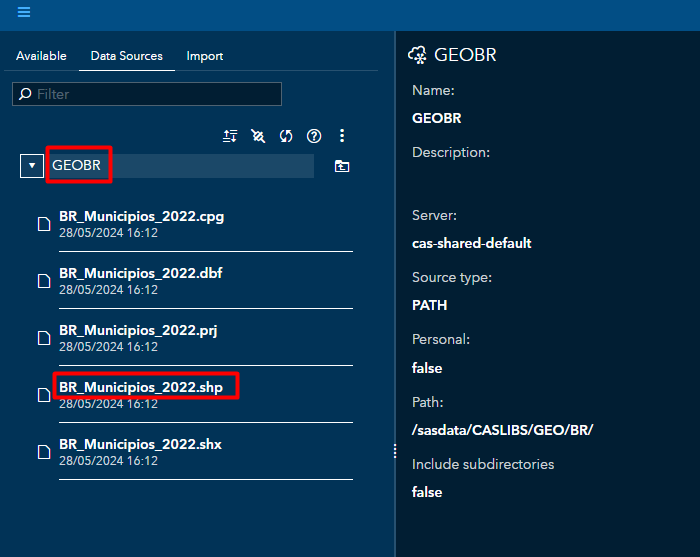 Available Data Sources Import
Filter
GEOBR
BR_Municipios_2022.cpg
28/05/2024 16:12
BR_Municipios_2022.dbf
28/05/2024 16:12
BR_Municipios_2022.prj
28/05/2024 16:12
BR_Municipios_2022.shp
28/05/2024 16:12
BR_Municipios_2022.shx
28/05/2024 16:12
GEOBR
Name:
GEOBR
Description:
Server:
cas-shared-default
Source type:
PATH
Personal:
false
Path:
/sasdata/CASLIBS/GEO/BR/
Include subdirectories
false